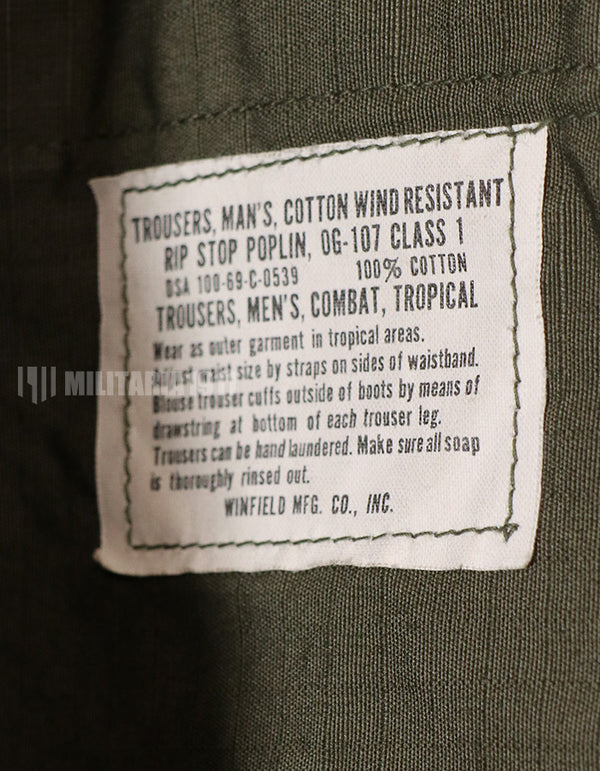 TROUSERS, MAN'S, COTTON WIND RESISTANT
RIP STOP POPLIN, OG-107 CLASS 1
DSA 100-69-C-0539 100% COTTON
TROUSERS, MEN'S, COMBAT, TROPICAL
Wear as outer garment in tropical areas.
Adjust waist size by straps on sides of waistband.
Blouse trouser cuffs outside of boots by means of
drawstring at bottom of each trouser leg.
Trousers can be hand laundered. Make sure all soap
is thoroughly rinsed out.
WINFIELD MFG. CO., INC.